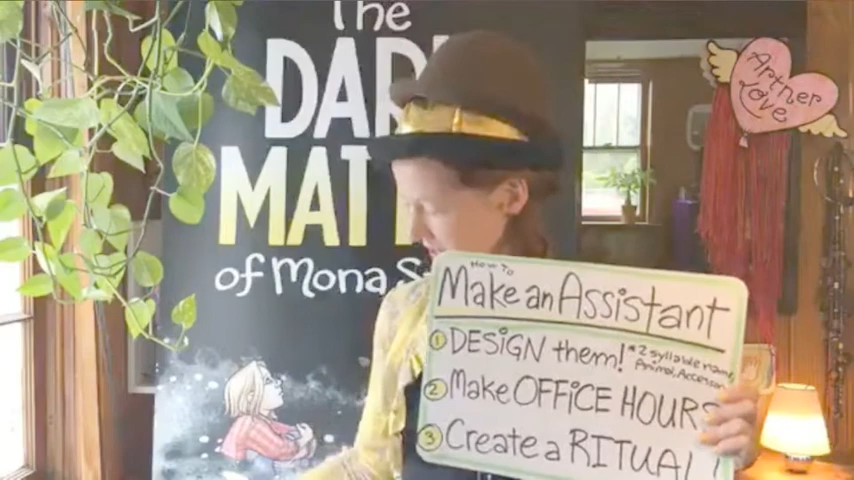 The
DAR
MAT
of Mona S
Artner
Love
How To
Make an Assistant
① DESiGN them! *2 syllable name,
Animal, Accessory
② Make OFFiCE HOURS
③ Create a RITUAL!